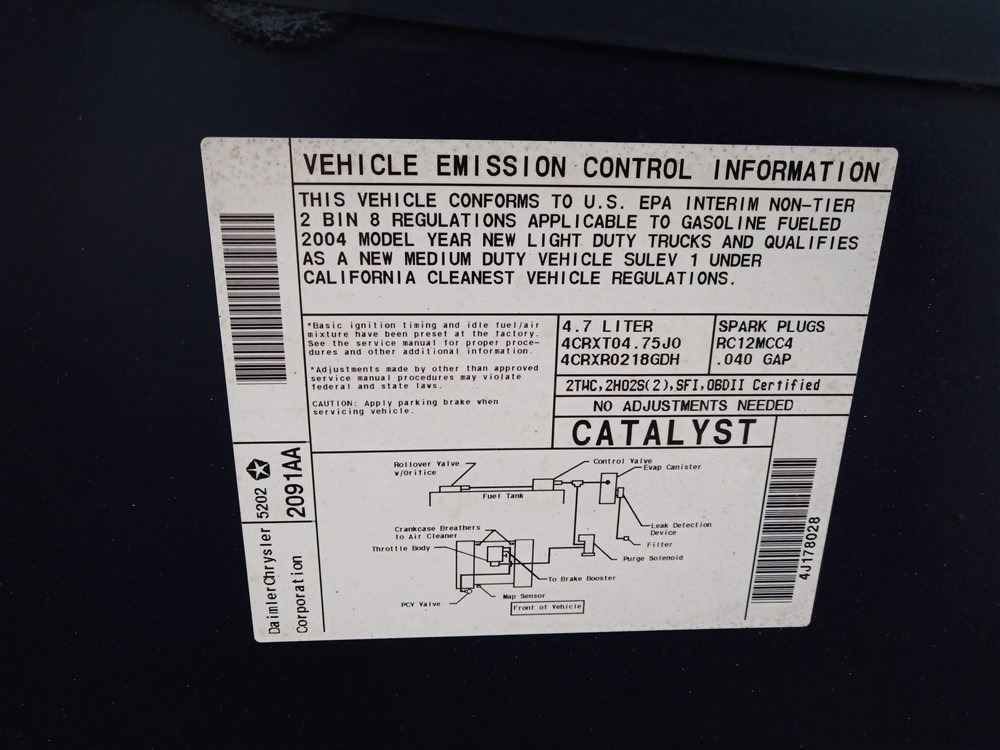 VEHICLE EMISSION CONTROL INFORMATION
THIS VEHICLE CONFORMS TO U.S. EPA INTERIM NON-TIER
2 BIN 8 REGULATIONS APPLICABLE TO GASOLINE FUELED
2004 MODEL YEAR NEW LIGHT DUTY TRUCKS AND QUALIFIES
AS A NEW MEDIUM DUTY VEHICLE SULEV 1 UNDER
CALIFORNIA CLEANEST VEHICLE REGULATIONS.
*Basic ignition timing and idle fuel/air
mixture have been preset at the factory.
See the service manual for proper proce-
dures and other additional information.
*Adjustments made by other than approved
service manual procedures may violate
federal and state laws.
CAUTION: Apply parking brake when
servicing vehicle.
4.7 LITER
4CRXT04.75J0
4CRXR0218GDH
SPARK PLUGS
RC12MCC4
.040 GAP
2TWC,2HO2S(2),SFI,OBDII Certified
NO ADJUSTMENTS NEEDED
CATALYST
Rollover Valve
w/Orifice
Control Valve
Evap Canister
Fuel Tank
Crankcase Breathers
to Air Cleaner
Throttle Body
Leak Detection
Device
Filter
Purge Solenoid
To Brake Booster
Map Sensor
PCV Valve
Front of Vehicle
DaimlerChrysler
Corporation
5202
2091AA
4J178028